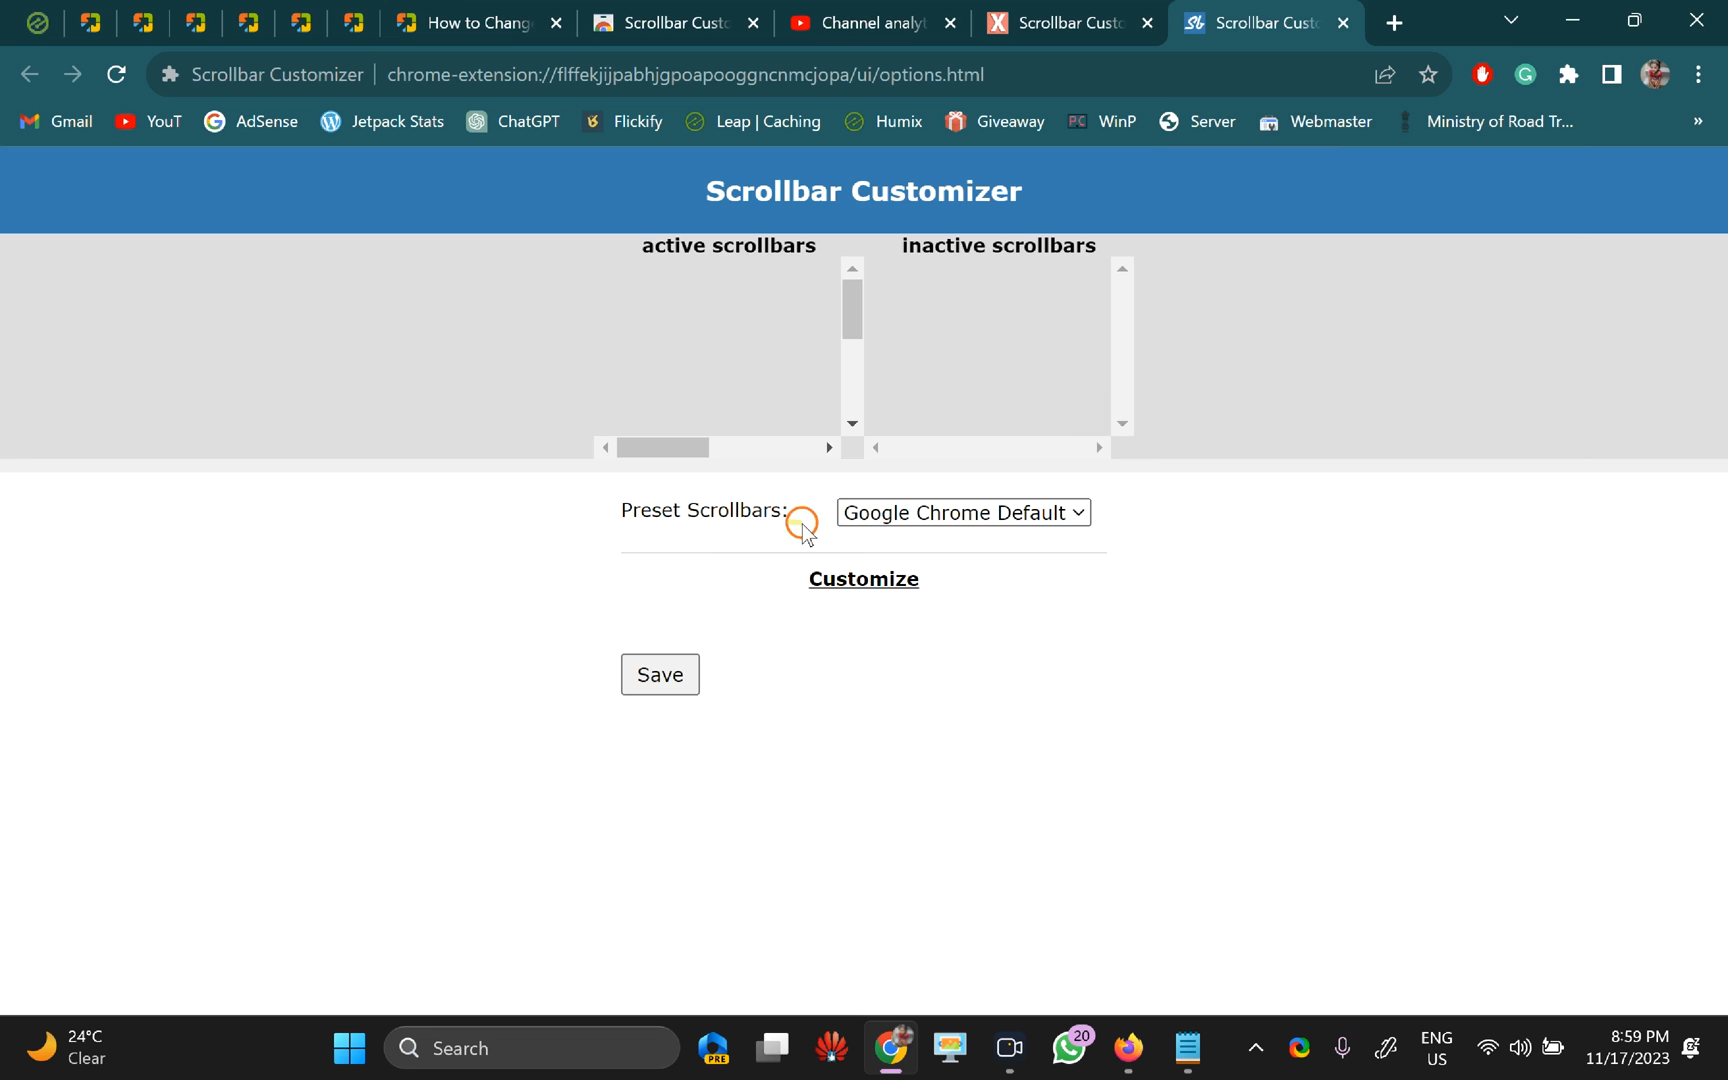 How to Chang
Scrollbar Custo
Channel analyt
Scrollbar Custo
Scrollbar Custo
Scrollbar Customizer
chrome-extension://flffekjijpabhjgpoapooggncnmcjopa/ui/options.html
Gmail
YouT
AdSense
Jetpack Stats
ChatGPT
Flickify
Leap | Caching
Humix
Giveaway
WinP
Server
Webmaster
Ministry of Road Tr...
»
Scrollbar Customizer
active scrollbars
inactive scrollbars
Preset Scrollbars:
Google Chrome Default
Customize
Save
24°C
Clear
Search
PRE
20
ENG
US
8:59 PM
11/17/2023